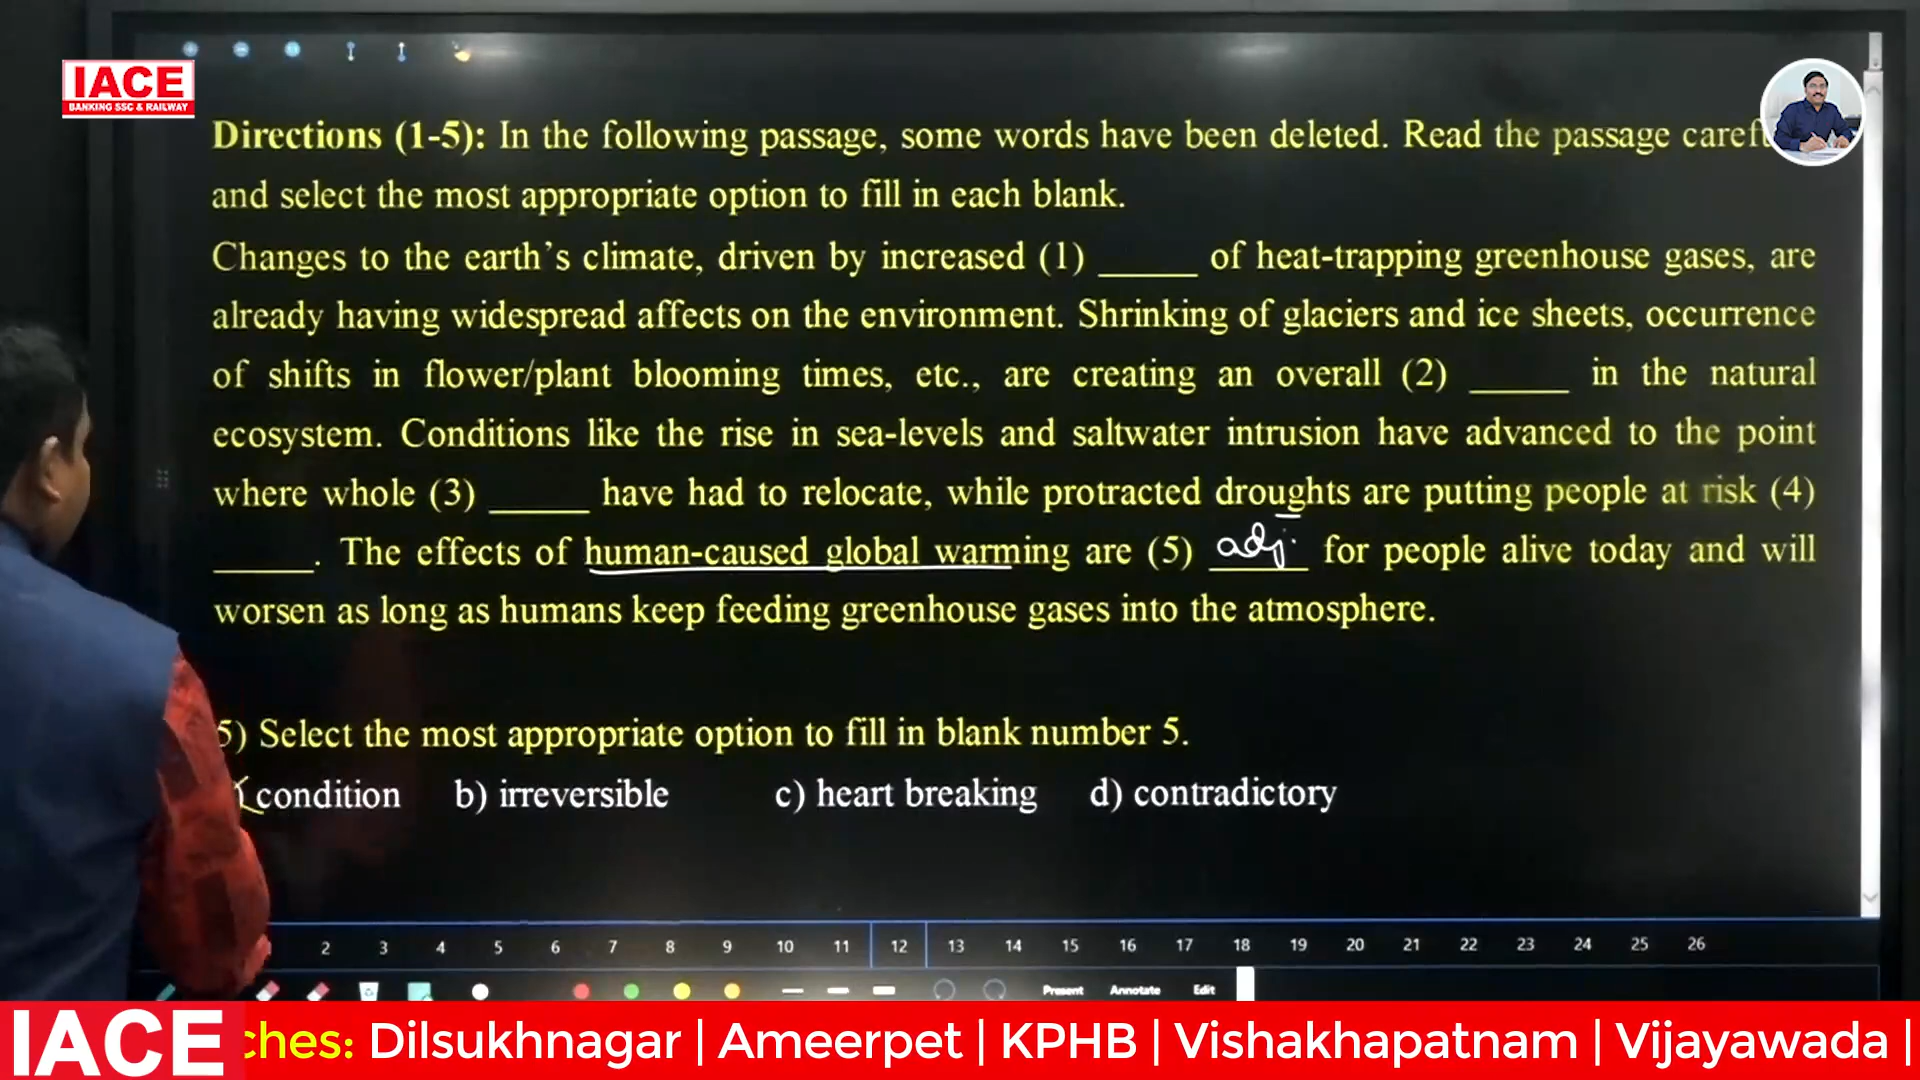 IACE
BANKING SSC & RAILWAY
Directions (1-5): In the following passage, some words have been deleted. Read the passage
and select the most appropriate option to fill in each blank.
Changes to the earth's climate, driven by increased (1) _____ of heat-trapping greenhouse gases, are
already having widespread affects on the environment. Shrinking of glaciers and ice sheets, occurrence
of shifts in flower/plant blooming times, etc., are creating an overall (2) _____ in the natural
ecosystem. Conditions like the rise in sea-levels and saltwater intrusion have advanced to the point
where whole (3) _____ have had to relocate, while protracted droughts are putting people at risk (4)
_____. The effects of human-caused global warming are (5) adj. for people alive today and will
worsen as long as humans keep feeding greenhouse gases into the atmosphere.
5) Select the most appropriate option to fill in blank number 5.
condition b) irreversible c) heart breaking d) contradictory
2 3 4 5 6 7 8 9 10 11 12 13 14 15 16 17 18 19 20 21 22 23 24 25 26
Present Annotate Edit
IACE ches: Dilsukhnagar | Ameerpet | KPHB | Vishakhapatnam | Vijayawada |